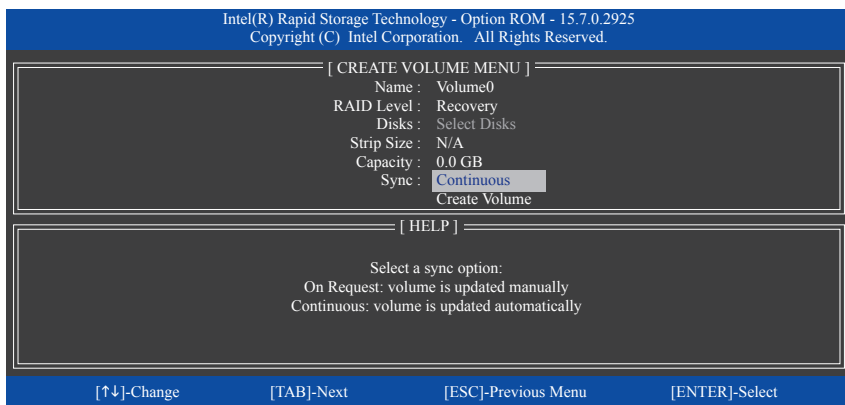 Intel(R) Rapid Storage Technology - Option ROM - 15.7.0.2925
Copyright (C) Intel Corporation. All Rights Reserved.
[ CREATE VOLUME MENU ]
Name : Volume0
RAID Level : Recovery
Disks : Select Disks
Strip Size : N/A
Capacity : 0.0 GB
Sync : Continuous
Create Volume
[ HELP ]
Select a sync option:
On Request: volume is updated manually
Continuous: volume is updated automatically
[↑↓]-Change [TAB]-Next [ESC]-Previous Menu [ENTER]-Select